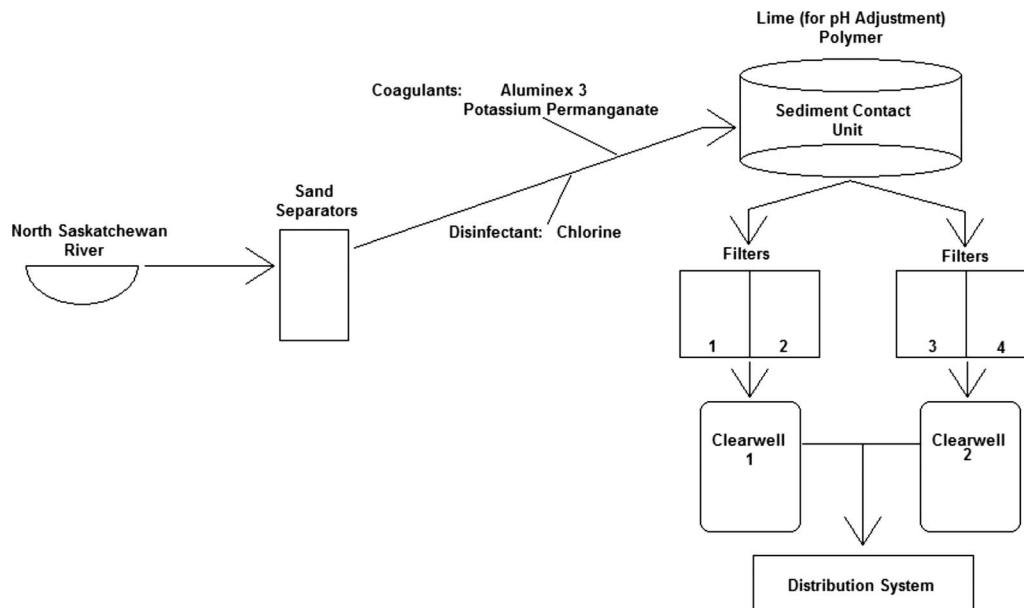 Lime (for pH Adjustment)
Polymer
Coagulants: Aluminex 3
Potassium Permanganate
Sediment Contact
Unit
Sand
Separators
Disinfectant: Chlorine
North Saskatchewan
River
Filters
Filters
1 2
3 4
Clearwell
1
Clearwell
2
Distribution System